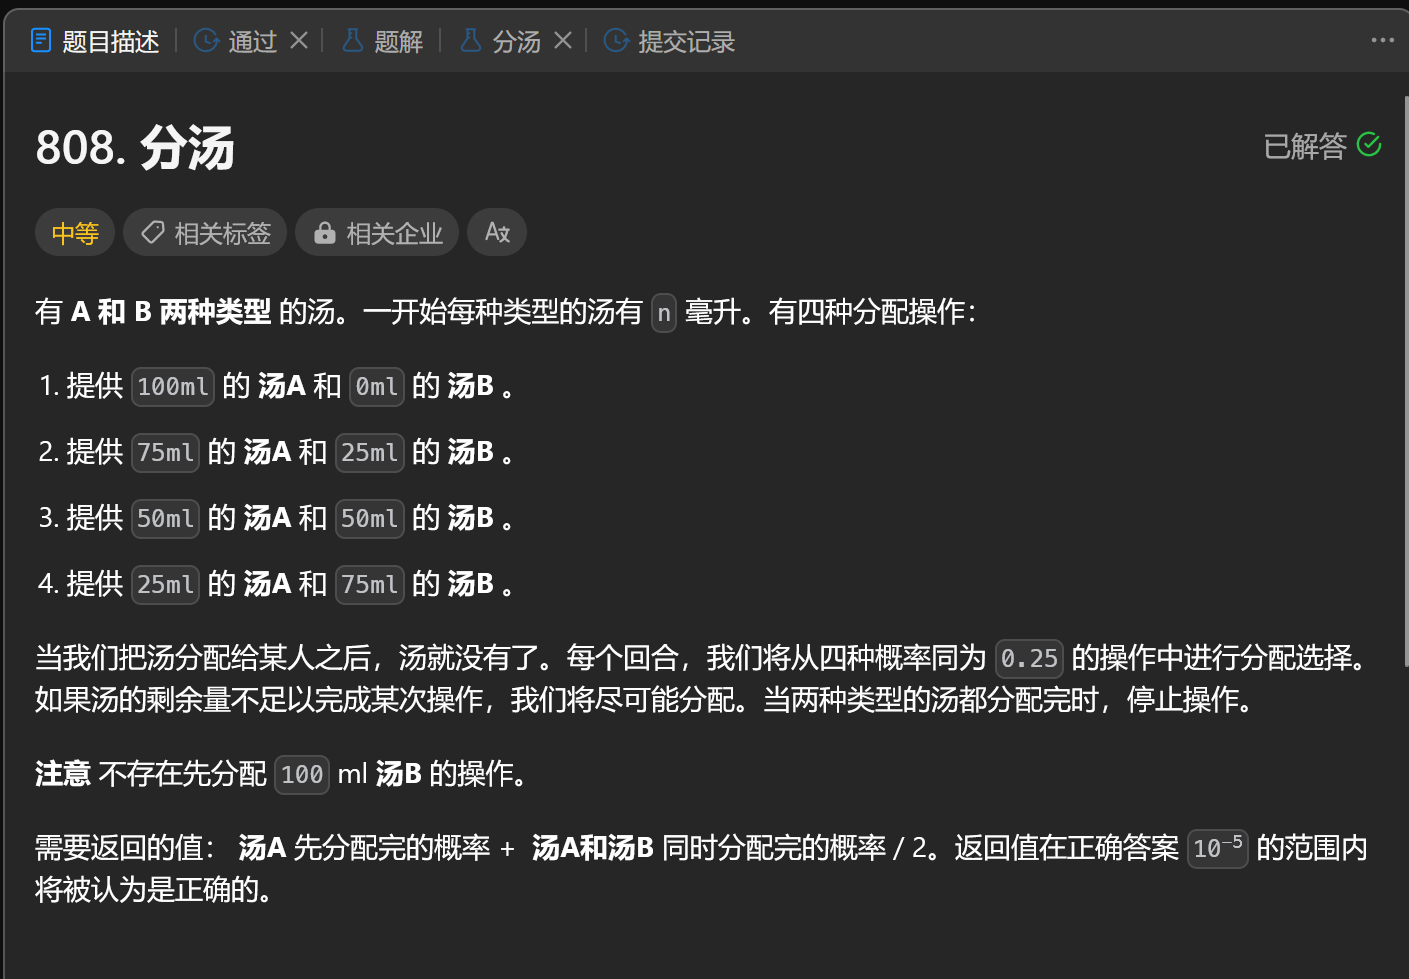 题目描述 通过 题解 分汤 提交记录
808. 分汤 已解答
中等 相关标签 相关企业
有 A 和 B 两种类型 的汤。一开始每种类型的汤有 n 毫升。有四种分配操作：
1. 提供 100ml 的 汤A 和 0ml 的 汤B 。
2. 提供 75ml 的 汤A 和 25ml 的 汤B 。
3. 提供 50ml 的 汤A 和 50ml 的 汤B 。
4. 提供 25ml 的 汤A 和 75ml 的 汤B 。
当我们把汤分配给某人之后，汤就没有了。每个回合，我们将从四种概率同为 0.25 的操作中进行分配选择。
如果汤的剩余量不足以完成某次操作，我们将尽可能分配。当两种类型的汤都分配完时，停止操作。
注意 不存在先分配 100 ml 汤B 的操作。
需要返回的值： 汤A 先分配完的概率 + 汤A和汤B 同时分配完的概率 / 2。返回值在正确答案 10⁻⁵ 的范围内
将被认为是正确的。